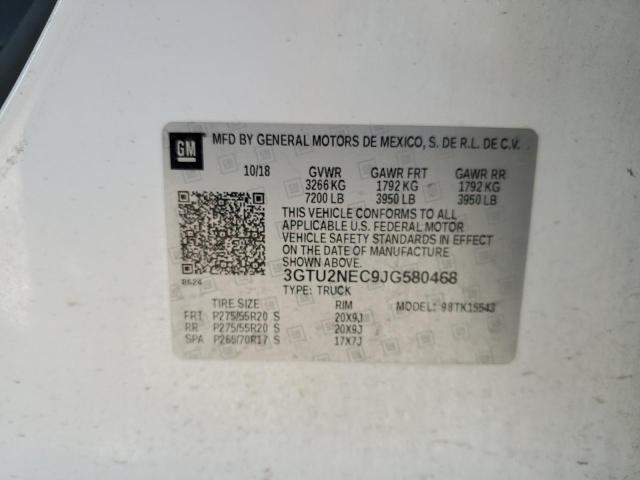 GM
MFD BY GENERAL MOTORS DE MEXICO, S. DE R.L. DE C.V.
10/18 GVWR GAWR FRT GAWR RR
3266 KG 1792 KG 1792 KG
7200 LB 3950 LB 3950 LB
THIS VEHICLE CONFORMS TO ALL
APPLICABLE U.S. FEDERAL MOTOR
VEHICLE SAFETY STANDARDS IN EFFECT
ON THE DATE OF MANUFACTURE
SHOWN ABOVE.
3GTU2NEC9JG580468
8624
TYPE: TRUCK
TIRE SIZE RIM MODEL: 98TK15543
FRT P275/55R20 S 20X9J
RR P275/55R20 S 20X9J
SPA P265/70R17 S 17X7J